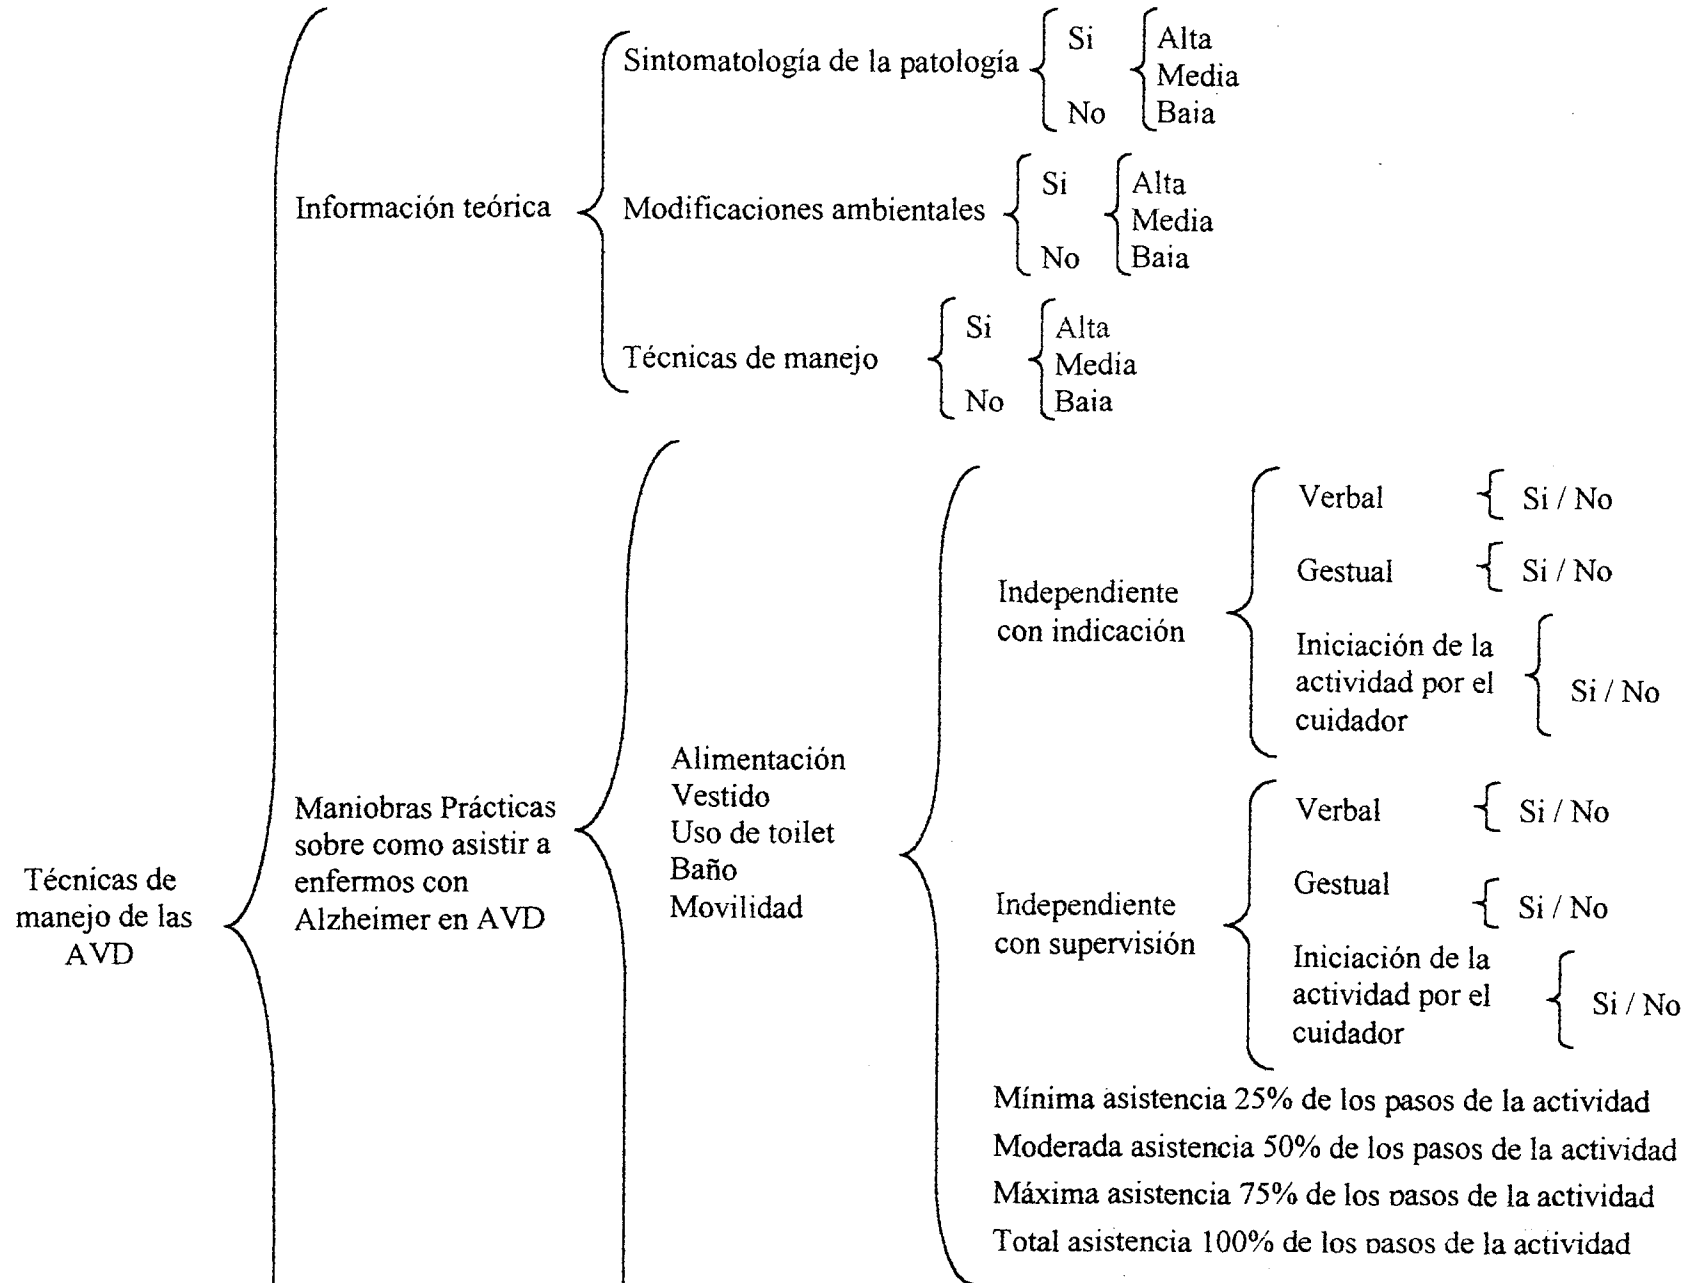 Sintomatología de la patología
Si
No
Alta
Media
Baia
Información teórica
Modificaciones ambientales
Si
No
Alta
Media
Baia
Técnicas de manejo
Si
No
Alta
Media
Baia
Técnicas de
manejo de las
AVD
Maniobras Prácticas
sobre como asistir a
enfermos con
Alzheimer en AVD
Alimentación
Vestido
Uso de toilet
Baño
Movilidad
Independiente
con indicación
Verbal
Si / No
Gestual
Si / No
Iniciación de la
actividad por el
cuidador
Si / No
Independiente
con supervisión
Verbal
Si / No
Gestual
Si / No
Iniciación de la
actividad por el
cuidador
Si / No
Mínima asistencia 25% de los pasos de la actividad
Moderada asistencia 50% de los pasos de la actividad
Máxima asistencia 75% de los pasos de la actividad
Total asistencia 100% de los pasos de la actividad